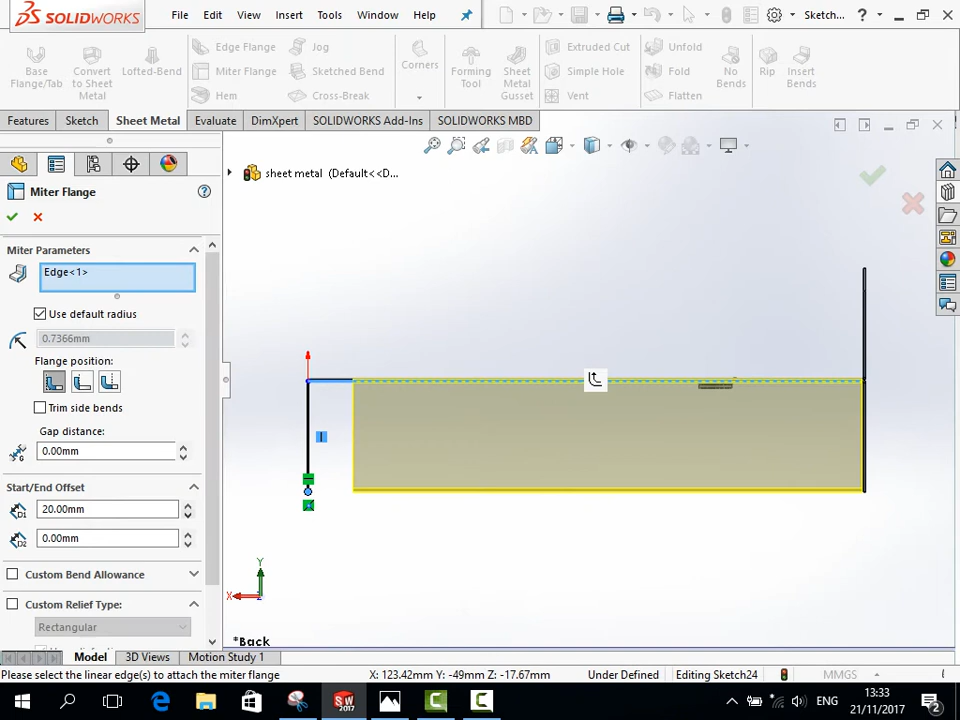 SOLIDWORKS File Edit View Insert Tools Window Help Sketch... ?
Base Flange/Tab Convert to Sheet Metal Lofted-Bend Edge Flange Miter Flange Hem Jog Sketched Bend Cross-Break Corners Forming Tool Sheet Metal Gusset Extruded Cut Simple Hole Vent Unfold Fold Flatten No Bends Rip Insert Bends
Features Sketch Sheet Metal Evaluate DimXpert SOLIDWORKS Add-Ins SOLIDWORKS MBD
sheet metal (Default<<D...
Miter Flange ?
Miter Parameters
Edge<1>
Use default radius
0.7366mm
Flange position:
Trim side bends
Gap distance:
0.00mm
Start/End Offset
20.00mm
0.00mm
Custom Bend Allowance
Custom Relief Type:
Rectangular
Y
X
Z
*Back
Model 3D Views Motion Study 1
Please select the linear edge(s) to attach the miter flange X: 123.42mm Y: -49mm Z: -17.67mm Under Defined Editing Sketch24 MMGS
SW 2017 C C ENG 13:33
21/11/2017 2